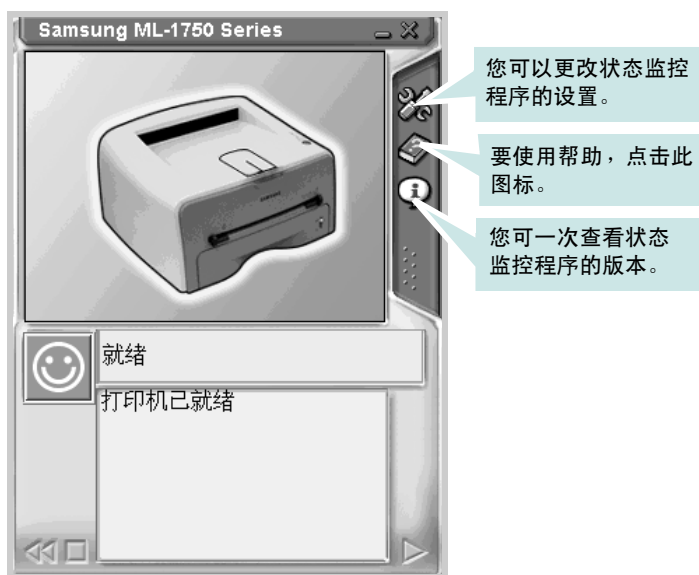 Samsung ML-1750 Series
您可以更改状态监控
程序的设置。
要使用帮助，点击此
图标。
您可一次查看状态
监控程序的版本。
就绪
打印机已就绪